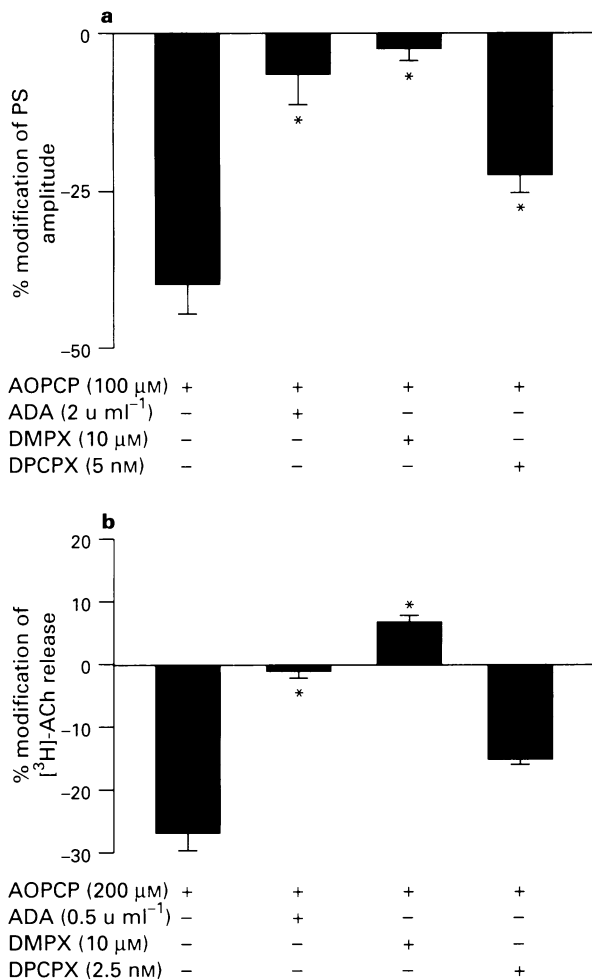 a
0
-25
-50
% modification of PS
amplitude
AOPCP (100 μM) + + + +
ADA (2 u ml⁻¹) – + – –
DMPX (10 μM) – – + –
DPCPX (5 nM) – – – +
* * *
b
20
10
0
-10
-20
-30
% modification of
[³H]-ACh release
* *
AOPCP (200 μM) + + + +
ADA (0.5 u ml⁻¹) – + – –
DMPX (10 μM) – – + –
DPCPX (2.5 nM) – – – +